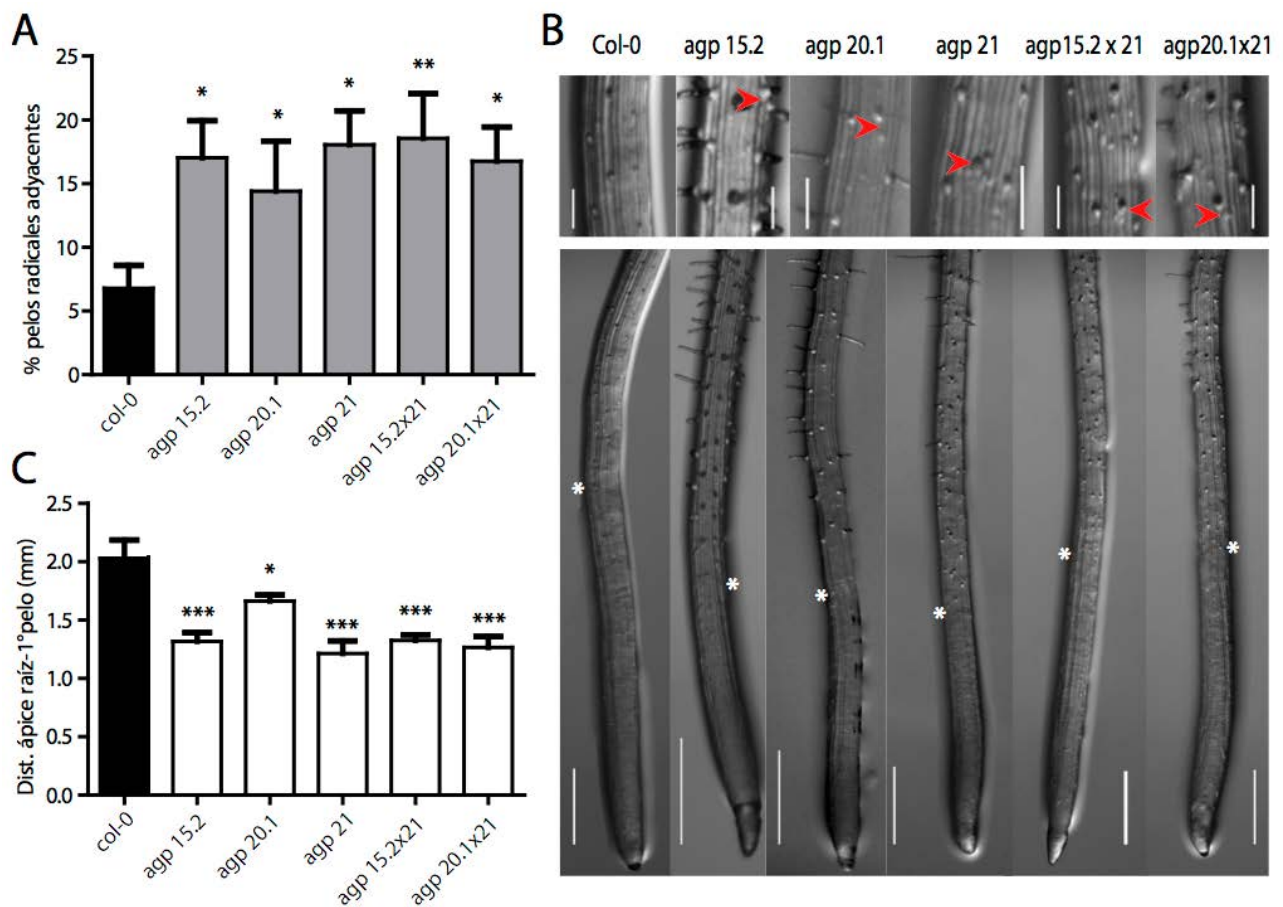 A
% pelos radicales adyacentes
25
20
15
10
5
0
*
*
*
**
*
col-0
agp 15.2
agp 20.1
agp 21
agp 15.2x21
agp 20.1x21
B
Col-0
agp 15.2
agp 20.1
agp 21
agp15.2 x 21
agp20.1x21
*
*
*
*
*
*
C
Dist. ápice raíz-1°pelo (mm)
2.5
2.0
1.5
1.0
0.5
0.0
***
*
***
***
***
col-0
agp 15.2
agp 20.1
agp 21
agp 15.2x21
agp 20.1x21